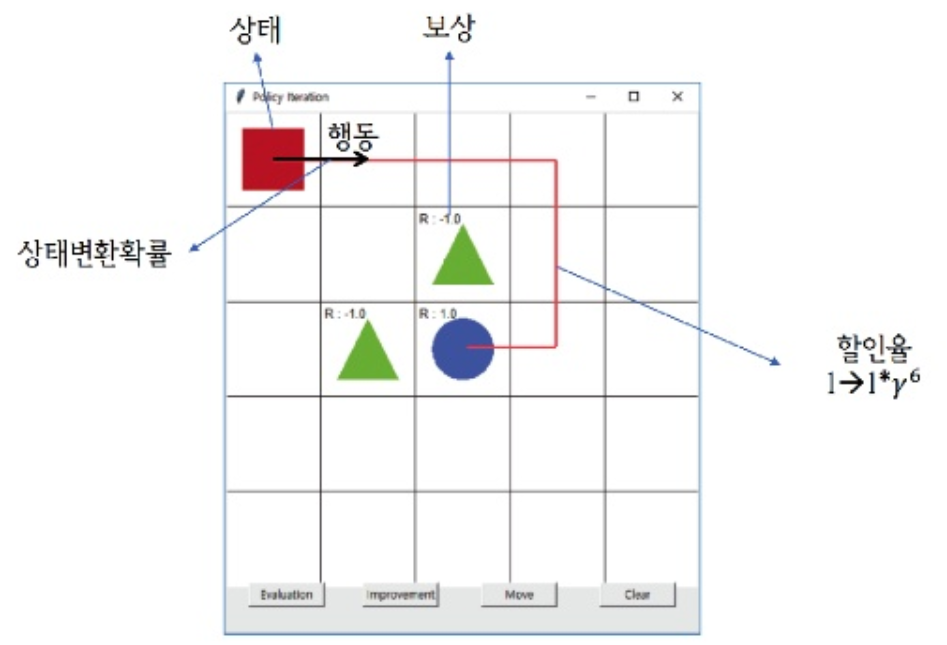 상태
보상
Policy Iteration
행동
R : -1.0
상태변환확률
R : -1.0
R : 1.0
할인율
1→1*γ⁶
Evaluation
Improvement
Move
Clear